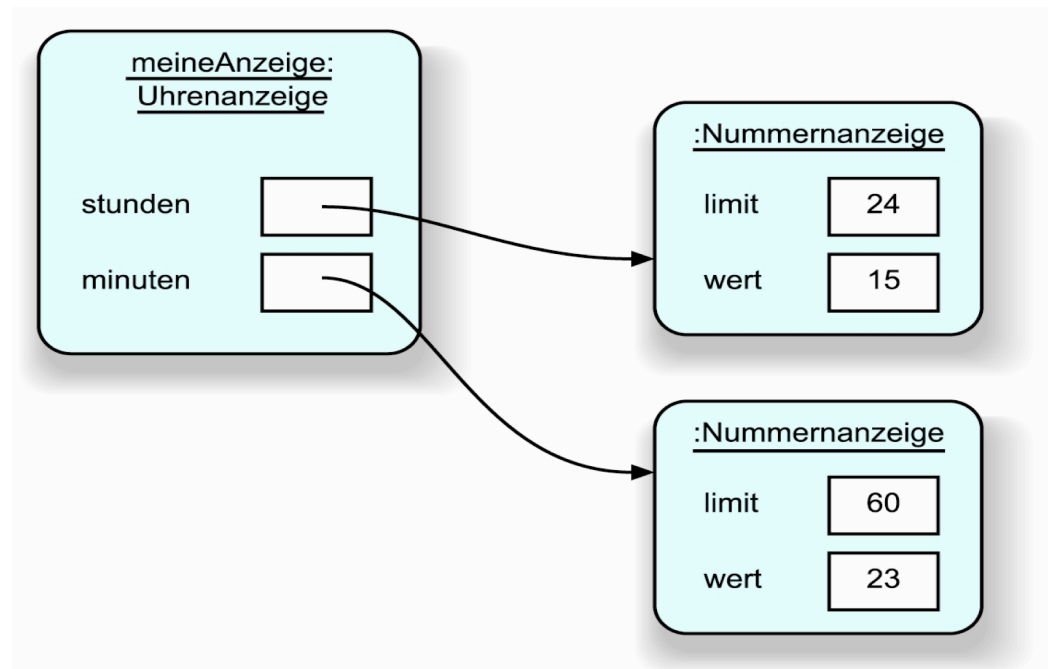 meineAnzeige:
Uhrenanzeige
stunden
minuten
:Nummernanzeige
limit 24
wert 15
:Nummernanzeige
limit 60
wert 23